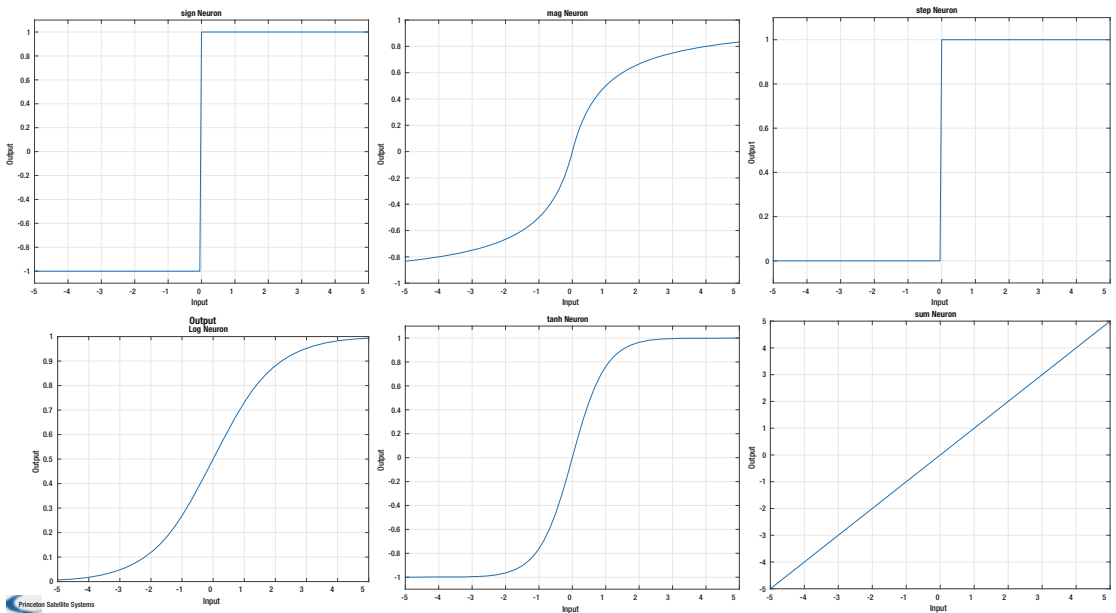 sign Neuron
1
0.8
0.6
0.4
0.2
0
-0.2
-0.4
-0.6
-0.8
-1
Output
-5 -4 -3 -2 -1 0 1 2 3 4 5
Input
mag Neuron
1
0.8
0.6
0.4
0.2
0
-0.2
-0.4
-0.6
-0.8
-1
Output
-5 -4 -3 -2 -1 0 1 2 3 4 5
Input
step Neuron
1
0.8
0.6
0.4
0.2
0
Output
-5 -4 -3 -2 -1 0 1 2 3 4 5
Input
Output
Log Neuron
1
0.9
0.8
0.7
0.6
0.5
0.4
0.3
0.2
0.1
0
Output
-5 -4 -3 -2 -1 0 1 2 3 4 5
Input
tanh Neuron
1
0.8
0.6
0.4
0.2
0
-0.2
-0.4
-0.6
-0.8
-1
Output
-5 -4 -3 -2 -1 0 1 2 3 4 5
Input
sum Neuron
5
4
3
2
1
0
-1
-2
-3
-4
-5
Output
-5 -4 -3 -2 -1 0 1 2 3 4 5
Input
Princeton Satellite Systems